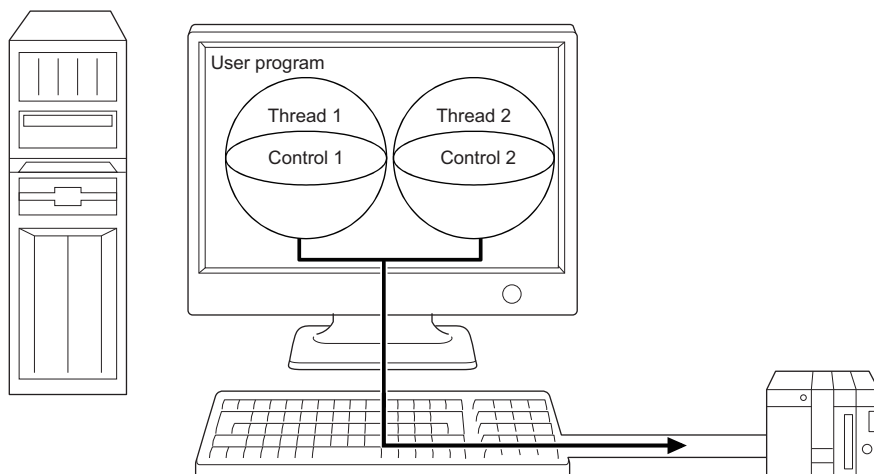 User program
Thread 1
Thread 2
Control 1
Control 2